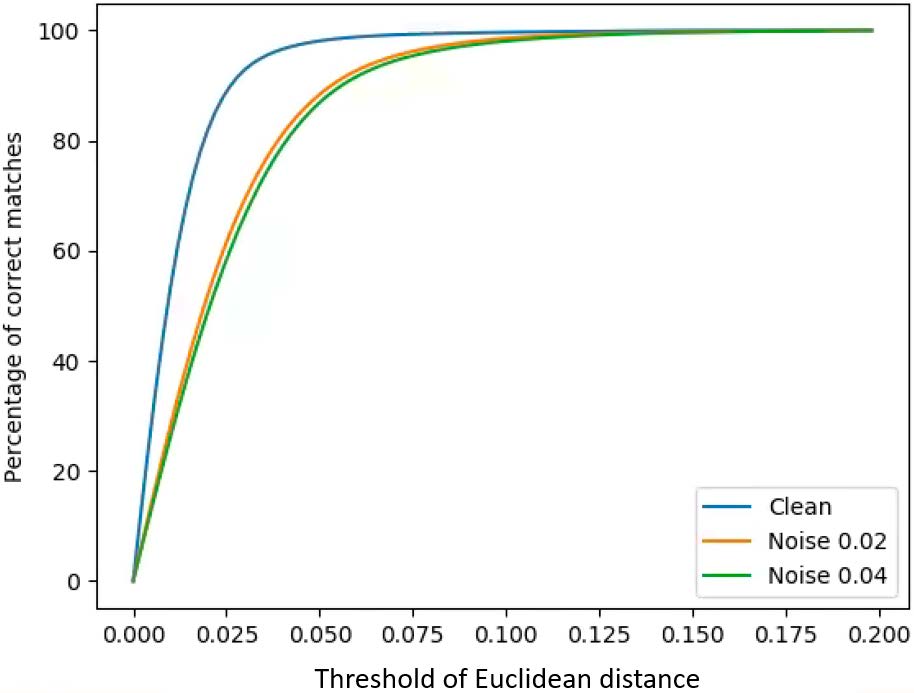 Percentage of correct matches
100
80
60
40
20
0
0.000 0.025 0.050 0.075 0.100 0.125 0.150 0.175 0.200
Threshold of Euclidean distance
Clean
Noise 0.02
Noise 0.04